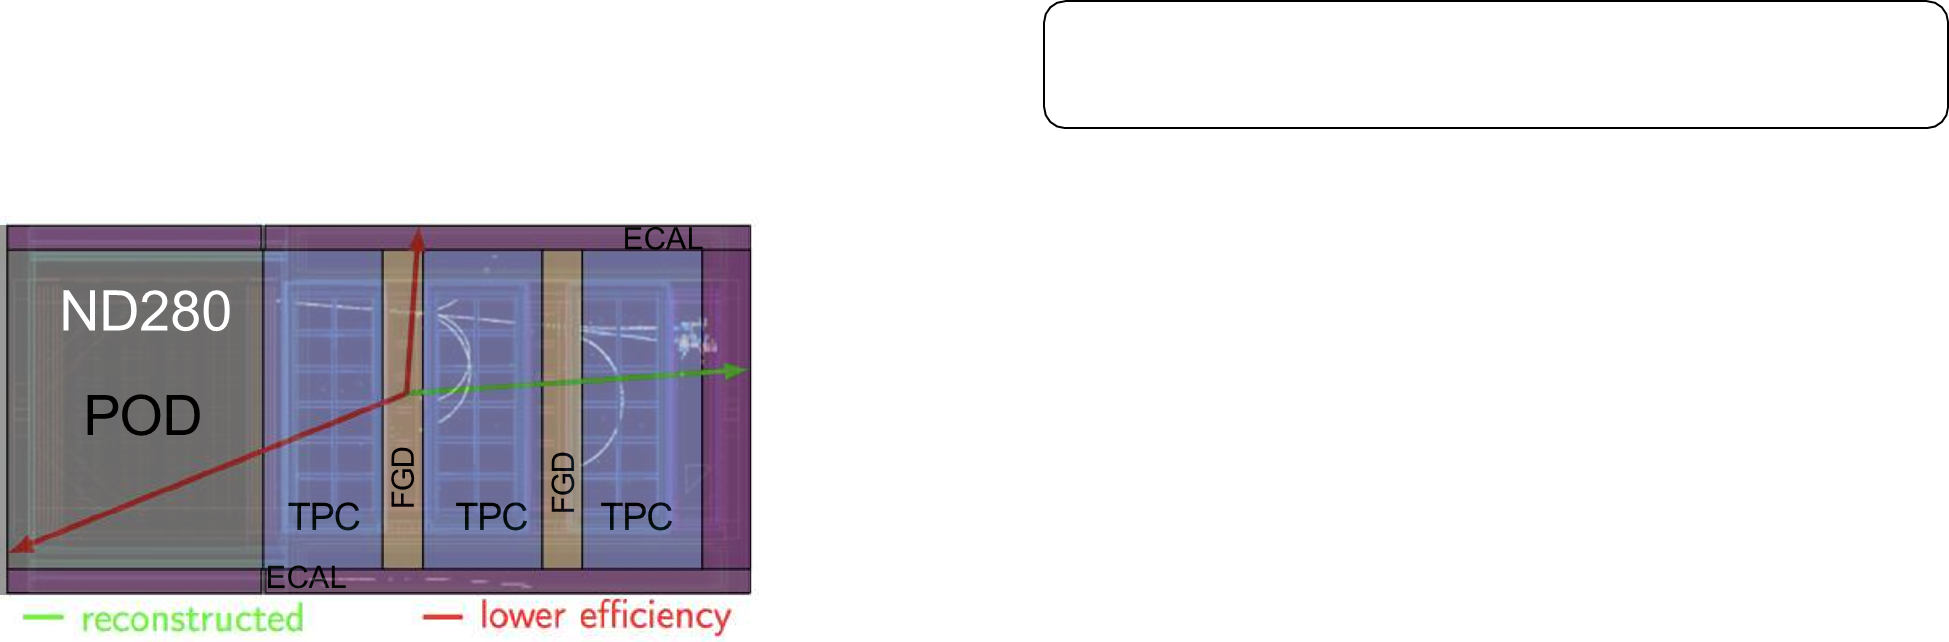 ECAL
ND280
POD
FGD
FGD
TPC
TPC
TPC
ECAL
reconstructed
lower efficiency